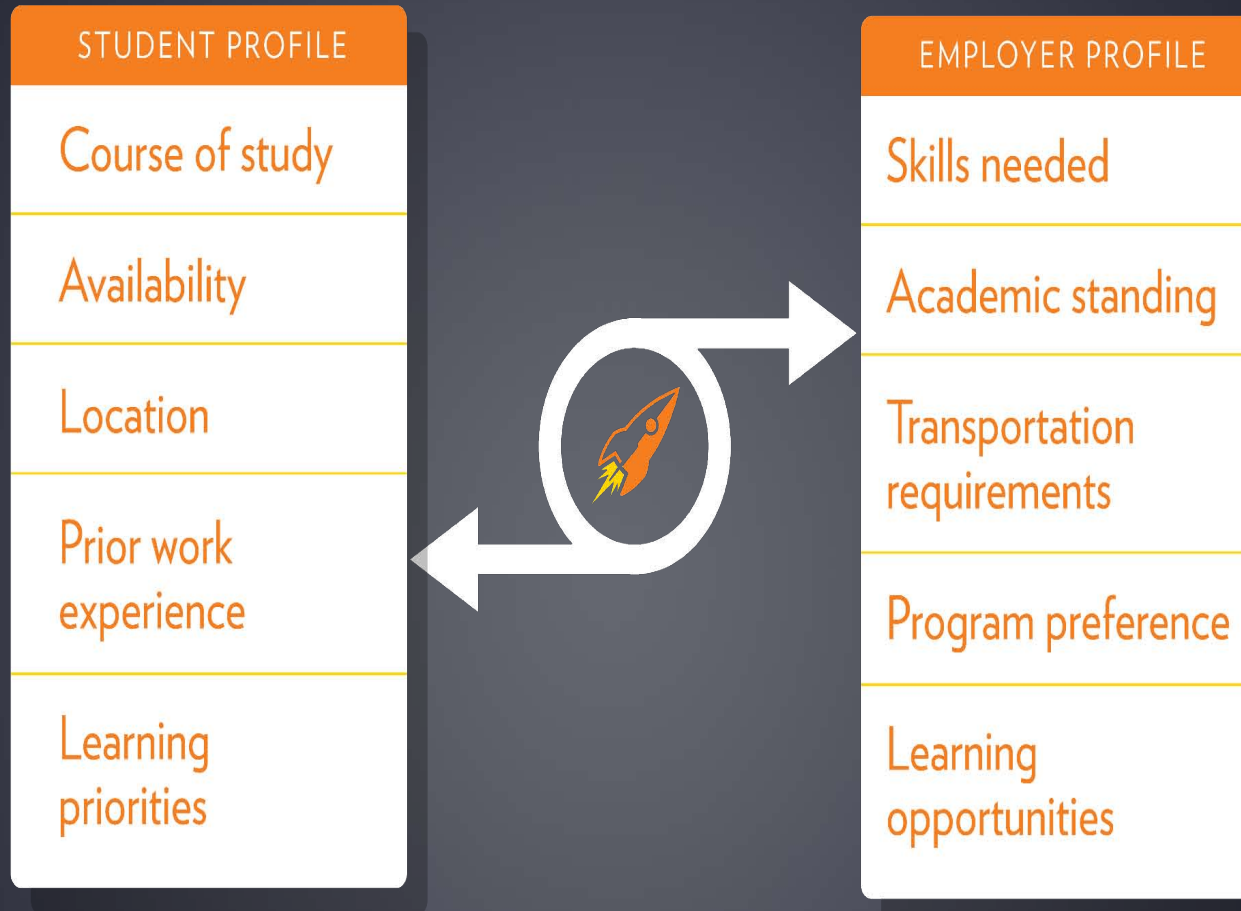 STUDENT PROFILE
Course of study
Availability
Location
Prior work
experience
Learning
priorities
EMPLOYER PROFILE
Skills needed
Academic standing
Transportation
requirements
Program preference
Learning
opportunities